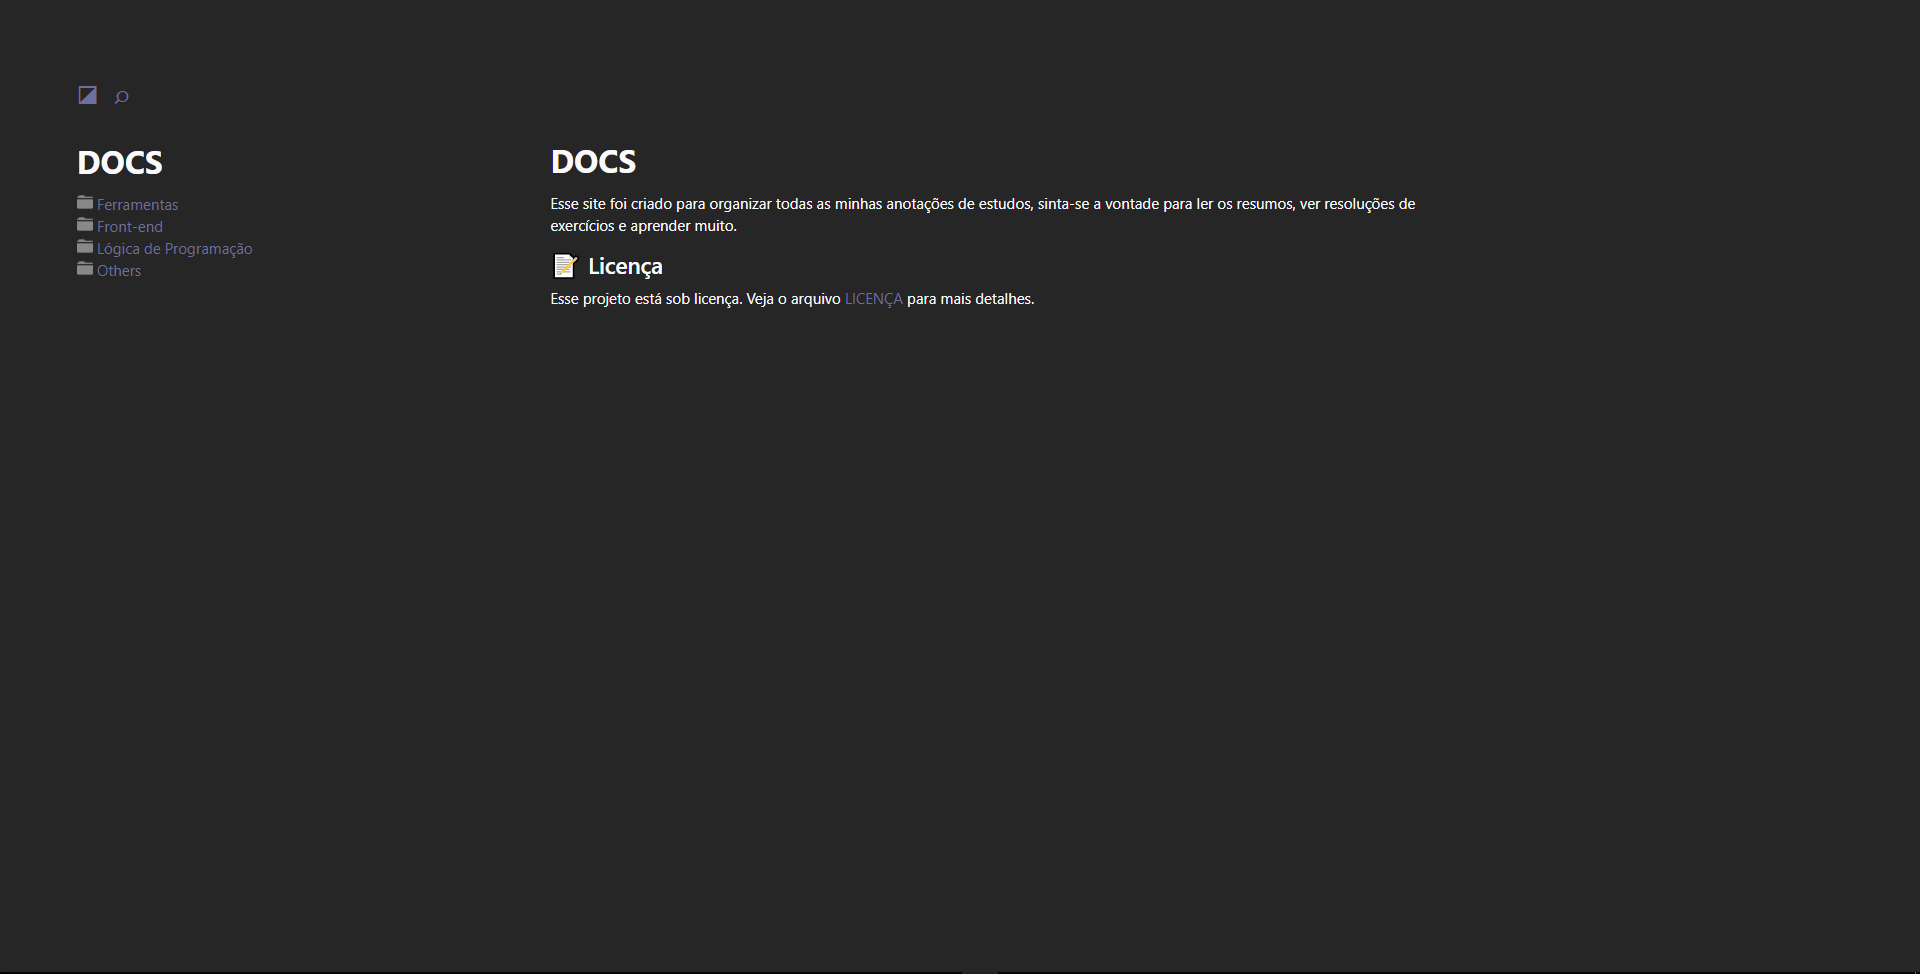 DOCS
Ferramentas
Front-end
Lógica de Programação
Others
DOCS
Esse site foi criado para organizar todas as minhas anotações de estudos, sinta-se a vontade para ler os resumos, ver resoluções de
exercícios e aprender muito.
Licença
Esse projeto está sob licença. Veja o arquivo LICENÇA para mais detalhes.